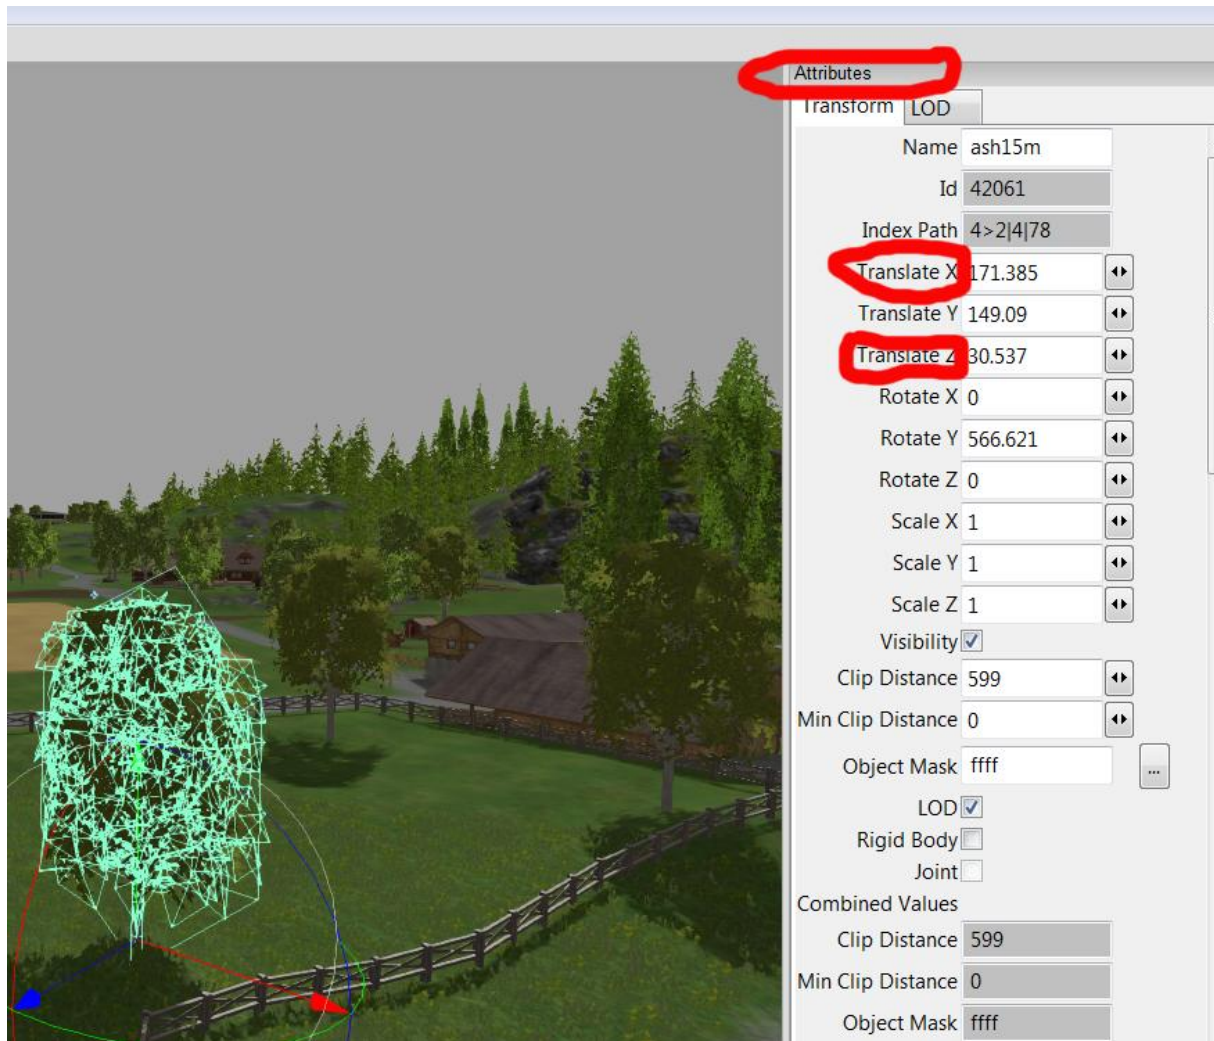 Attributes
Transform LOD
Name ash15m
Id 42061
Index Path 4>2|4|78
Translate X 171.385
Translate Y 149.09
Translate Z 30.537
Rotate X 0
Rotate Y 566.621
Rotate Z 0
Scale X 1
Scale Y 1
Scale Z 1
Visibility
Clip Distance 599
Min Clip Distance 0
Object Mask ffff ...
LOD
Rigid Body
Joint
Combined Values
Clip Distance 599
Min Clip Distance 0
Object Mask ffff